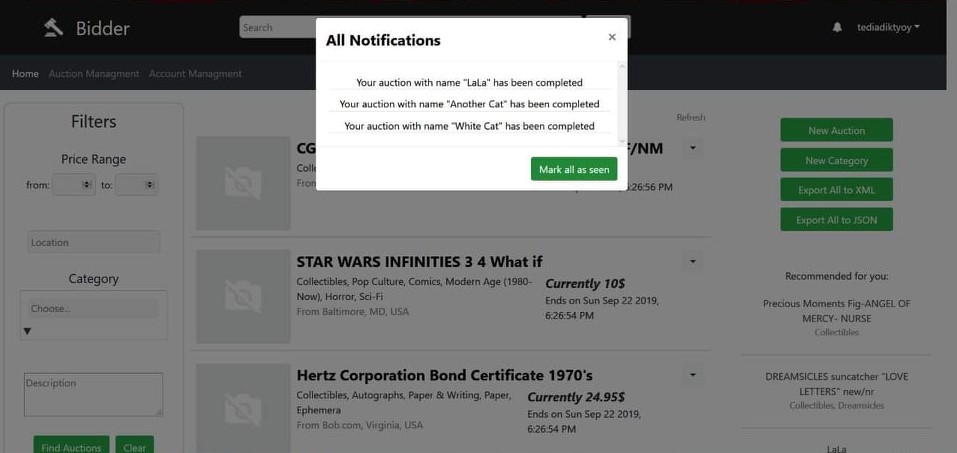 Bidder
Search
tediadiktyoy
Home Auction Managment Account Managment
All Notifications
×
Your auction with name "LaLa" has been completed
Your auction with name "Another Cat" has been completed
Your auction with name "White Cat" has been completed
Mark all as seen
Filters
Price Range
from: to:
Location
Category
Choose...
Description
Find Auctions Clear
Refresh
CG
F/NM
Coll
From
:26:56 PM
STAR WARS INFINITIES 3 4 What if
Collectibles, Pop Culture, Comics, Modern Age (1980-
Now), Horror, Sci-Fi
From Baltimore, MD, USA
Currently 10$
Ends on Sun Sep 22 2019,
6:26:54 PM
Hertz Corporation Bond Certificate 1970's
Collectibles, Autographs, Paper & Writing, Paper,
Ephemera
From Bob.com, Virginia, USA
Currently 24.95$
Ends on Sun Sep 22 2019,
6:26:54 PM
New Auction
New Category
Export All to XML
Export All to JSON
Recommended for you:
Precious Moments Fig-ANGEL OF
MERCY- NURSE
Collectibles
DREAMSICLES suncatcher "LOVE
LETTERS" new/nr
Collectibles, Dreamsicles
LaLa